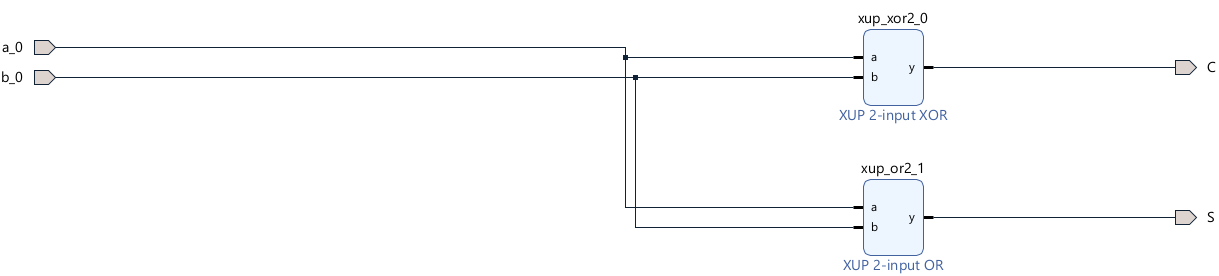 xup_xor2_0
a_0
a
y
C
b_0
b
XUP 2-input XOR
xup_or2_1
a
y
S
b
XUP 2-input OR